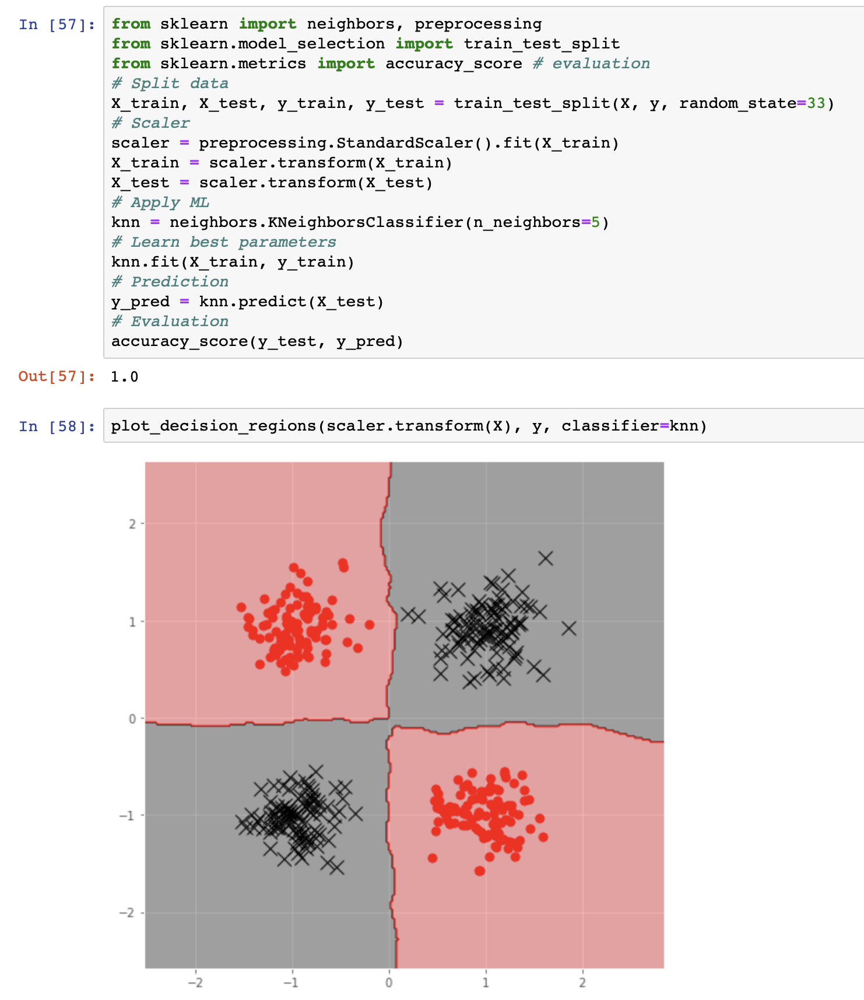 In [57]:
from sklearn import neighbors, preprocessing
from sklearn.model_selection import train_test_split
from sklearn.metrics import accuracy_score # evaluation
# Split data
X_train, X_test, y_train, y_test = train_test_split(X, y, random_state=33)
# Scaler
scaler = preprocessing.StandardScaler().fit(X_train)
X_train = scaler.transform(X_train)
X_test = scaler.transform(X_test)
# Apply ML
knn = neighbors.KNeighborsClassifier(n_neighbors=5)
# Learn best parameters
knn.fit(X_train, y_train)
# Prediction
y_pred = knn.predict(X_test)
# Evaluation
accuracy_score(y_test, y_pred)
Out[57]: 1.0
In [58]: plot_decision_regions(scaler.transform(X), y, classifier=knn)
2
1
0
−1
−2
−2 −1 0 1 2